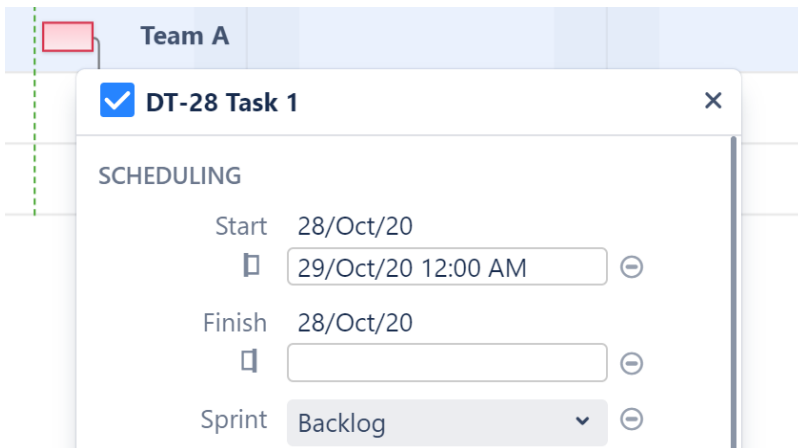 Team A
DT-28 Task 1
SCHEDULING
Start 28/Oct/20
29/Oct/20 12:00 AM
Finish 28/Oct/20
Sprint Backlog